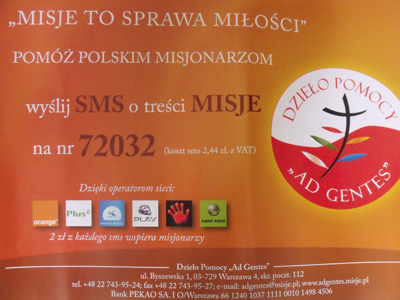 „MISJE TO SPRAWA MIŁOŚCI”
POMÓŻ POLSKIM MISJONARZOM
wyślij SMS o treści MISJE
na nr 72032 (koszt sms 2,44 zł. z VAT)
DZIEŁO POMOCY
„AD GENTES”
Dzięki operatorom sieci:
orange
Plus
PLAY
sami swoi
2 zł z każdego sms wspiera misjonarzy
Dzieło Pomocy „Ad Gentes”
ul. Byszewska 1, 03-729 Warszawa 4, skr. poczt. 112
tel. +48 22 743-95-24; fax +48 22 743-95-27; e-mail: adgentes@misje.pl; www.adgentes.misje.pl
Bank PEKAO SA. I O/Warszawa 66 1240 1037 1111 0010 1498 4506